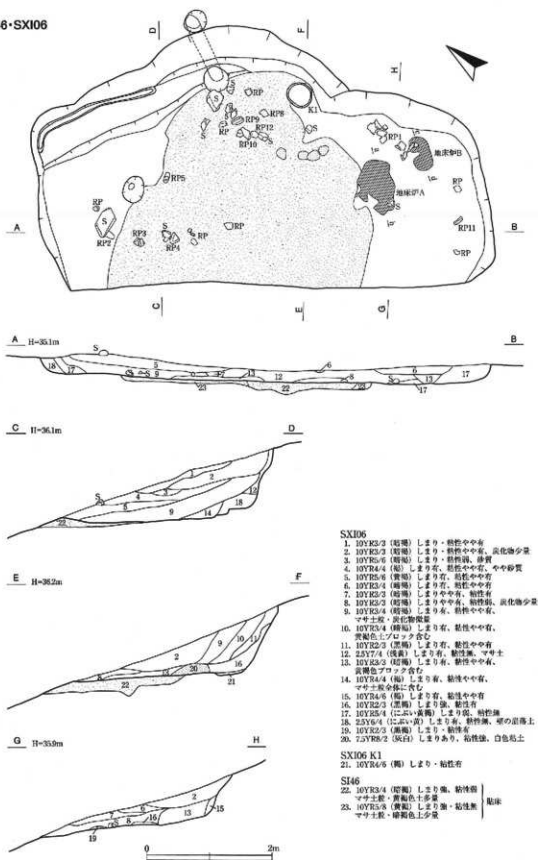 6・SXI06
D
F
H
K1
RP
RP8
RP9
RP12
RP10
S
RP1
地床炉B
地床炉A
RP5
RP
S
RP2
RP3
S
RP4
RP
RP
RP
RP11
RP
A
B
C
E
G
A H=35.1m B
C H=36.1m D
E H=36.2m F
G H=35.9m H
0 2m
SXI06
1. 10YR3/3(暗褐)しまり・粘性やや有
2. 10YR3/3(暗褐)しまり・粘性やや有、炭化物少量
4. 10YR4/4(褐)しまり有、粘性やや有、やや砂質
5. 10YR5/6(黄褐)しまり有、粘性やや有
6. 10YR3/4(暗褐)しまり有、粘性やや有
7. 10YR3/3(暗褐)しまりやや有、粘性有
8. 10YR3/3(暗褐)しまりやや有、粘性弱、炭化物少量
9. 10YR3/4(暗褐)しまり有、粘性やや有、
マサ土粒・炭化物微量
10. 10YR3/4(暗褐)しまり有、粘性やや有、
黄褐色土ブロック含む
11. 10YR2/3(黒褐)しまり有、粘性やや有
12. 2.5Y7/4(浅黄)しまり有、粘性無、マサ土
13. 10YR3/3(暗褐)しまり有、粘性やや有、
黄褐色ブロック含む
14. 10YR4/4(褐)しまり有、粘性やや有、
マサ土粒全体に含む
15. 10YR4/6(褐)しまり有、粘性やや有
16. 10YR2/3(黒褐)しまり強、粘性有
17. 10YR5/4(にぶい黄褐)しまり弱、粘性無
18. 2.5Y6/4(にぶい黄)しまり有、粘性無、壁の崩落土
19. 10YR2/3(黒褐)しまり・粘性有
20. 7.5YR8/2(灰白)しまりあり、粘性強、白色粘土
SXI06 K1
21. 10YR4/6(褐)しまり・粘性有
SI46
22. 10YR3/4(暗褐)しまり強、粘性弱
マサ土粒・黄褐色土多量
23. 10YR5/8(黄褐)しまり強、粘性無
マサ土粒・暗褐色土少量
貼床